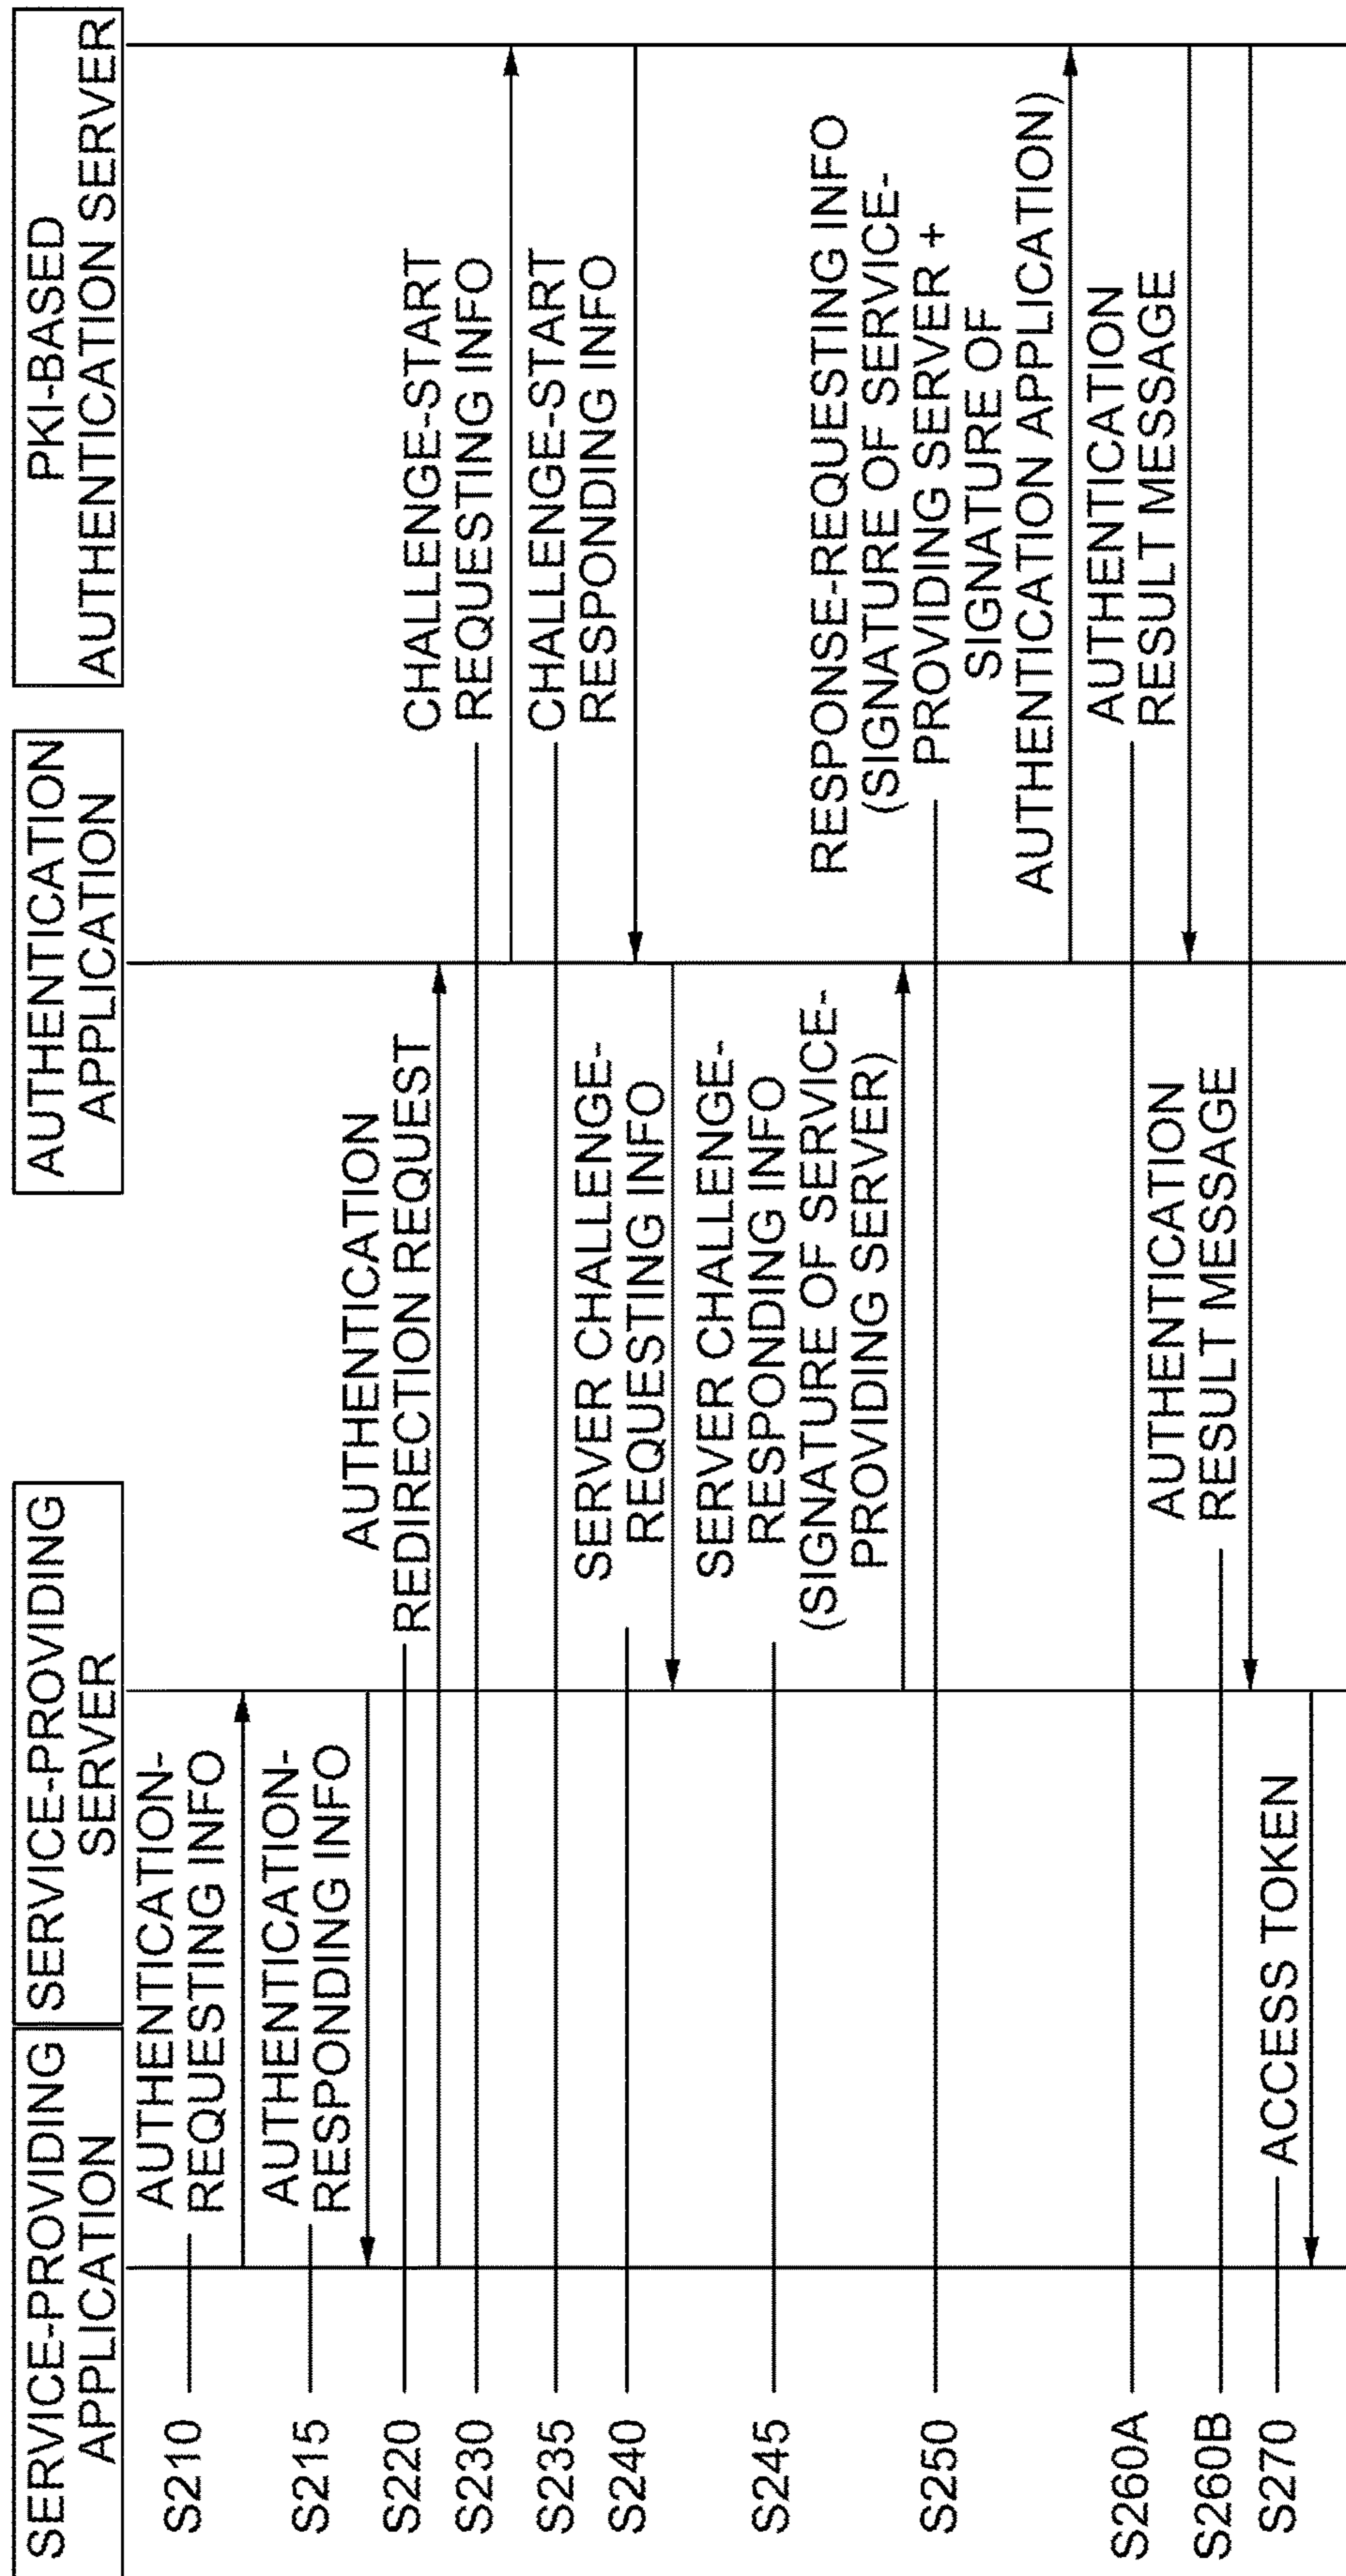 SERVICE-PROVIDING
APPLICATION
SERVICE-PROVIDING
SERVER
AUTHENTICATION
APPLICATION
PKI-BASED
AUTHENTICATION SERVER
S210
AUTHENTICATION-
REQUESTING INFO
S215
AUTHENTICATION-
RESPONDING INFO
S220
AUTHENTICATION
REDIRECTION REQUEST
S230
CHALLENGE-START
REQUESTING INFO
S235
CHALLENGE-START
RESPONDING INFO
S240
SERVER CHALLENGE-
REQUESTING INFO
S245
SERVER CHALLENGE-
RESPONDING INFO
(SIGNATURE OF SERVICE-
PROVIDING SERVER)
S250
RESPONSE-REQUESTING INFO
(SIGNATURE OF SERVICE-
PROVIDING SERVER +
SIGNATURE OF
AUTHENTICATION APPLICATION)
S260A
AUTHENTICATION
RESULT MESSAGE
S260B
AUTHENTICATION
RESULT MESSAGE
S270
ACCESS TOKEN